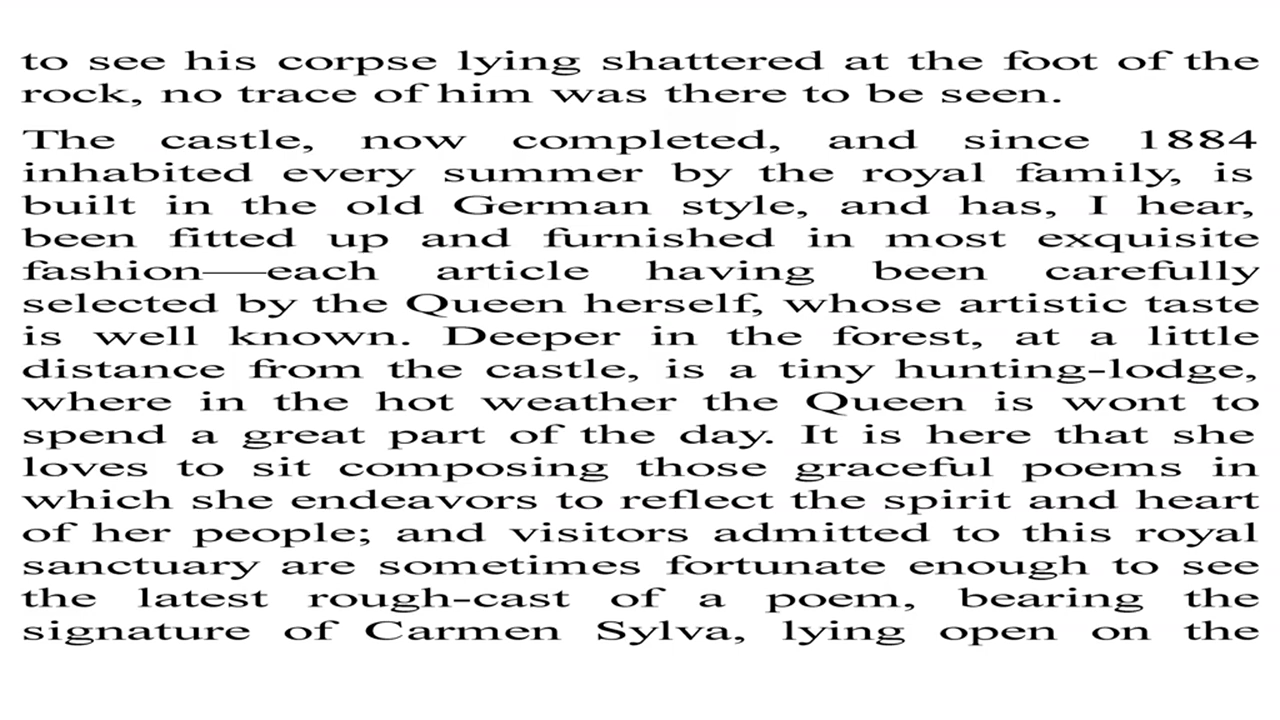 to see his corpse lying shattered at the foot of the
rock, no trace of him was there to be seen.
The castle, now completed, and since 1884
inhabited every summer by the royal family, is
built in the old German style, and has, I hear,
been fitted up and furnished in most exquisite
fashion——each article having been carefully
selected by the Queen herself, whose artistic taste
is well known. Deeper in the forest, at a little
distance from the castle, is a tiny hunting-lodge,
where in the hot weather the Queen is wont to
spend a great part of the day. It is here that she
loves to sit composing those graceful poems in
which she endeavors to reflect the spirit and heart
of her people; and visitors admitted to this royal
sanctuary are sometimes fortunate enough to see
the latest rough-cast of a poem, bearing the
signature of Carmen Sylva, lying open on the